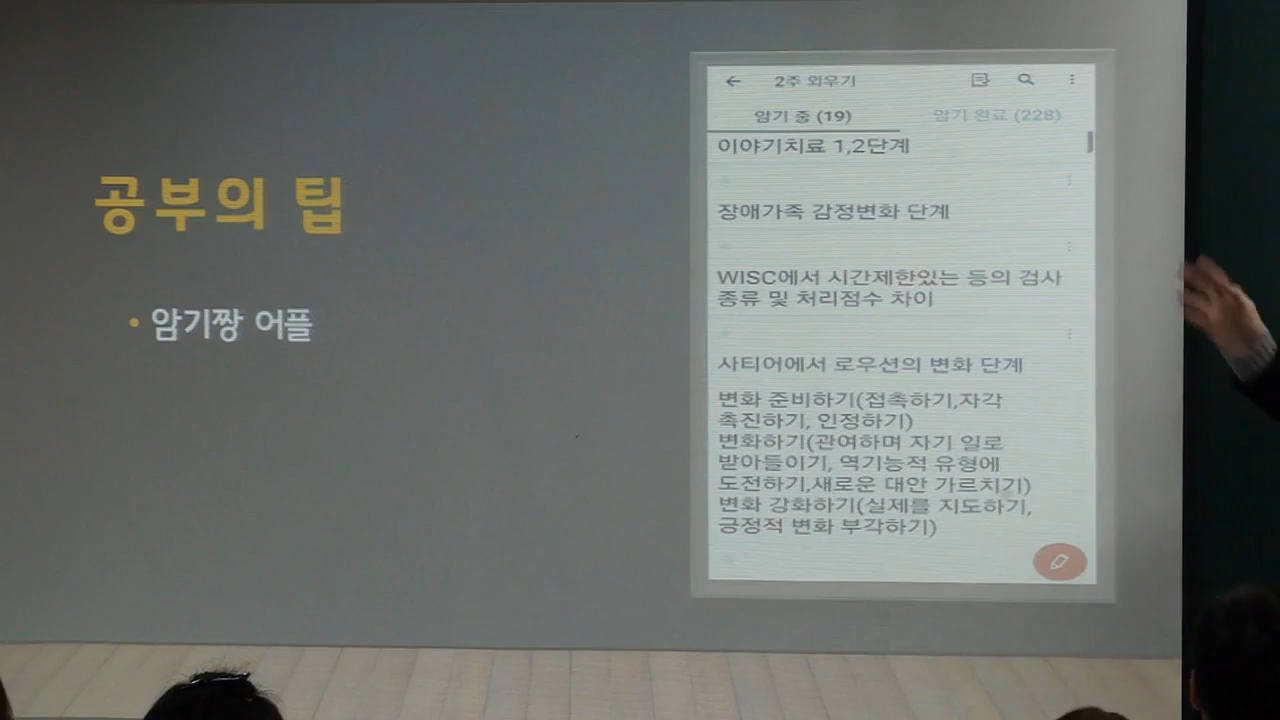 공부의 팁
• 암기짱 어플
2주 외우기
암기 중 (19)
암기 완료 (228)
이야기치료 1,2단계
장애가족 감정변화 단계
WISC에서 시간제한있는 등의 검사
종류 및 처리점수 차이
사티어에서 로우션의 변화 단계
변화 준비하기(접촉하기,자각
촉진하기, 인정하기)
변화하기(관여하며 자기 일로
받아들이기, 역기능적 유형에
도전하기,새로운 대안 가르치기)
변화 강화하기(실제를 지도하기,
긍정적 변화 부각하기)